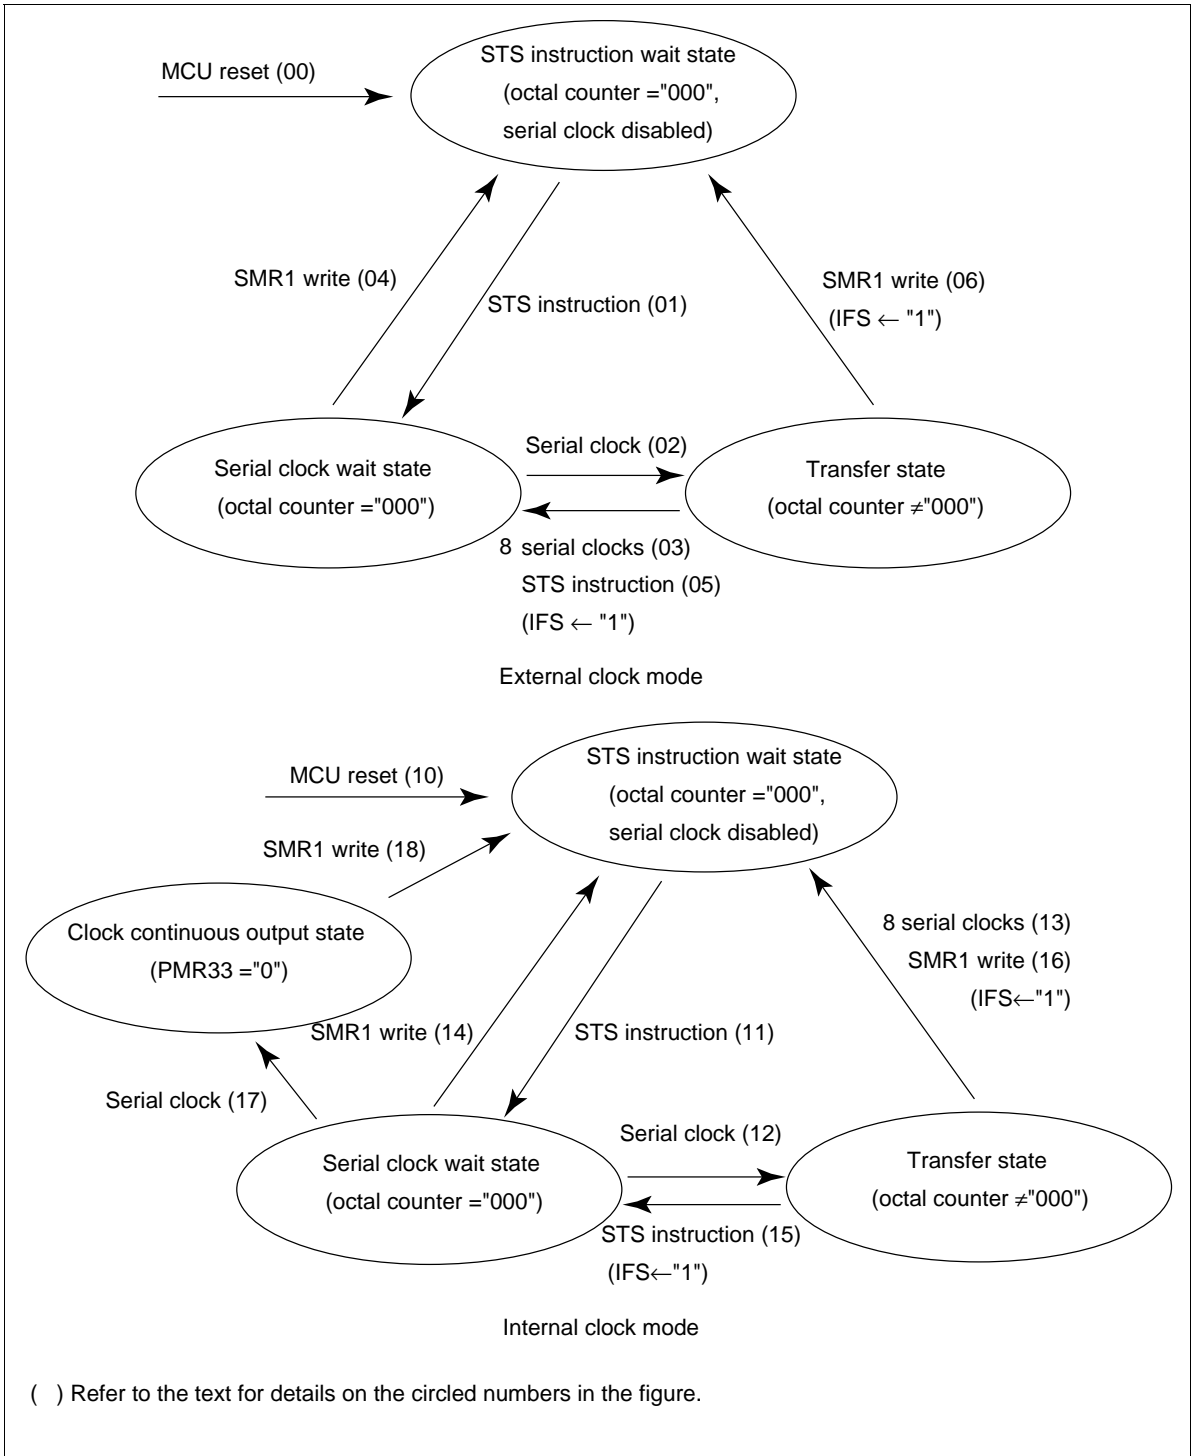 STS instruction wait state
(octal counter ="000",
serial clock disabled)
MCU reset (00)
SMR1 write (04)
STS instruction (01)
SMR1 write (06)
(IFS ← "1")
Serial clock wait state
(octal counter ="000")
Serial clock (02)
Transfer state
(octal counter ≠"000")
8 serial clocks (03)
STS instruction (05)
(IFS ← "1")
External clock mode
STS instruction wait state
(octal counter ="000",
serial clock disabled)
MCU reset (10)
SMR1 write (18)
Clock continuous output state
(PMR33 ="0")
8 serial clocks (13)
SMR1 write (16)
(IFS←"1")
SMR1 write (14)
STS instruction (11)
Serial clock (17)
Serial clock wait state
(octal counter ="000")
Serial clock (12)
Transfer state
(octal counter ≠"000")
STS instruction (15)
(IFS←"1")
Internal clock mode
( ) Refer to the text for details on the circled numbers in the figure.